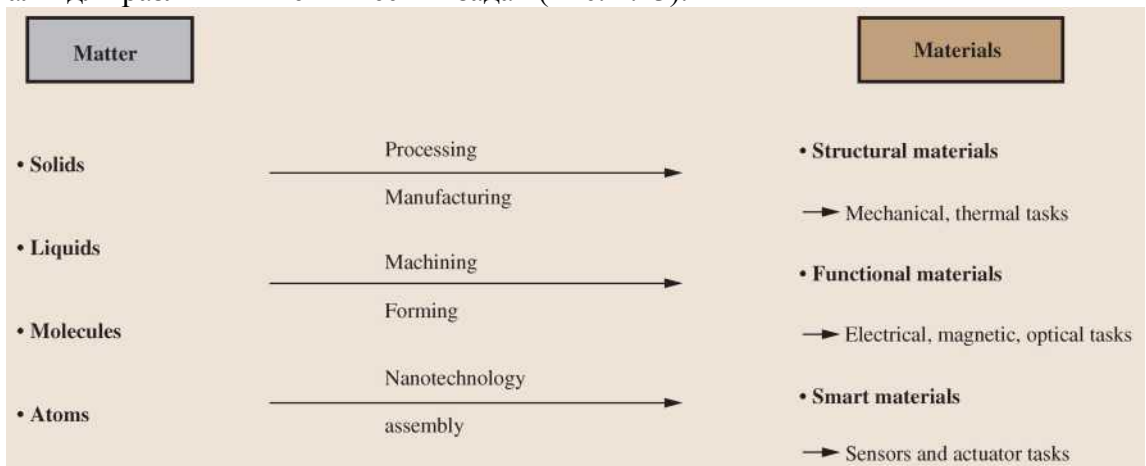 Matter
Materials
• Solids
Processing
Manufacturing
• Structural materials
→ Mechanical, thermal tasks
• Liquids
Machining
Forming
• Functional materials
→ Electrical, magnetic, optical tasks
• Molecules
Nanotechnology
assembly
• Smart materials
→ Sensors and actuator tasks
• Atoms